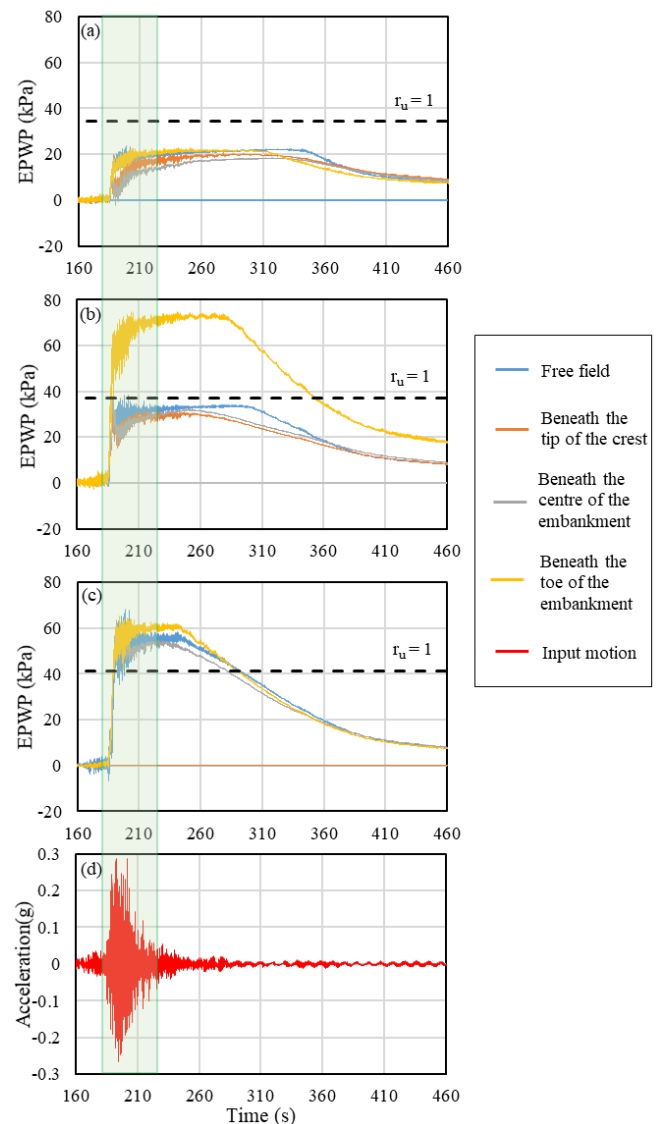 (a)
80
60
40
20
0
-20
EPWP (kPa)
r_u = 1
160 210 260 310 360 410 460
(b)
80
60
40
20
0
-20
EPWP (kPa)
r_u = 1
160 210 260 310 360 410 460
(c)
80
60
40
20
0
-20
EPWP (kPa)
r_u = 1
160 210 260 310 360 410 460
(d)
0.3
0.2
0.1
0
-0.1
-0.2
-0.3
Acceleration(g)
160 210 260 310 360 410 460
Time (s)
Free field
Beneath the
tip of the crest
Beneath the
centre of the
embankment
Beneath the
toe of the
embankment
Input motion